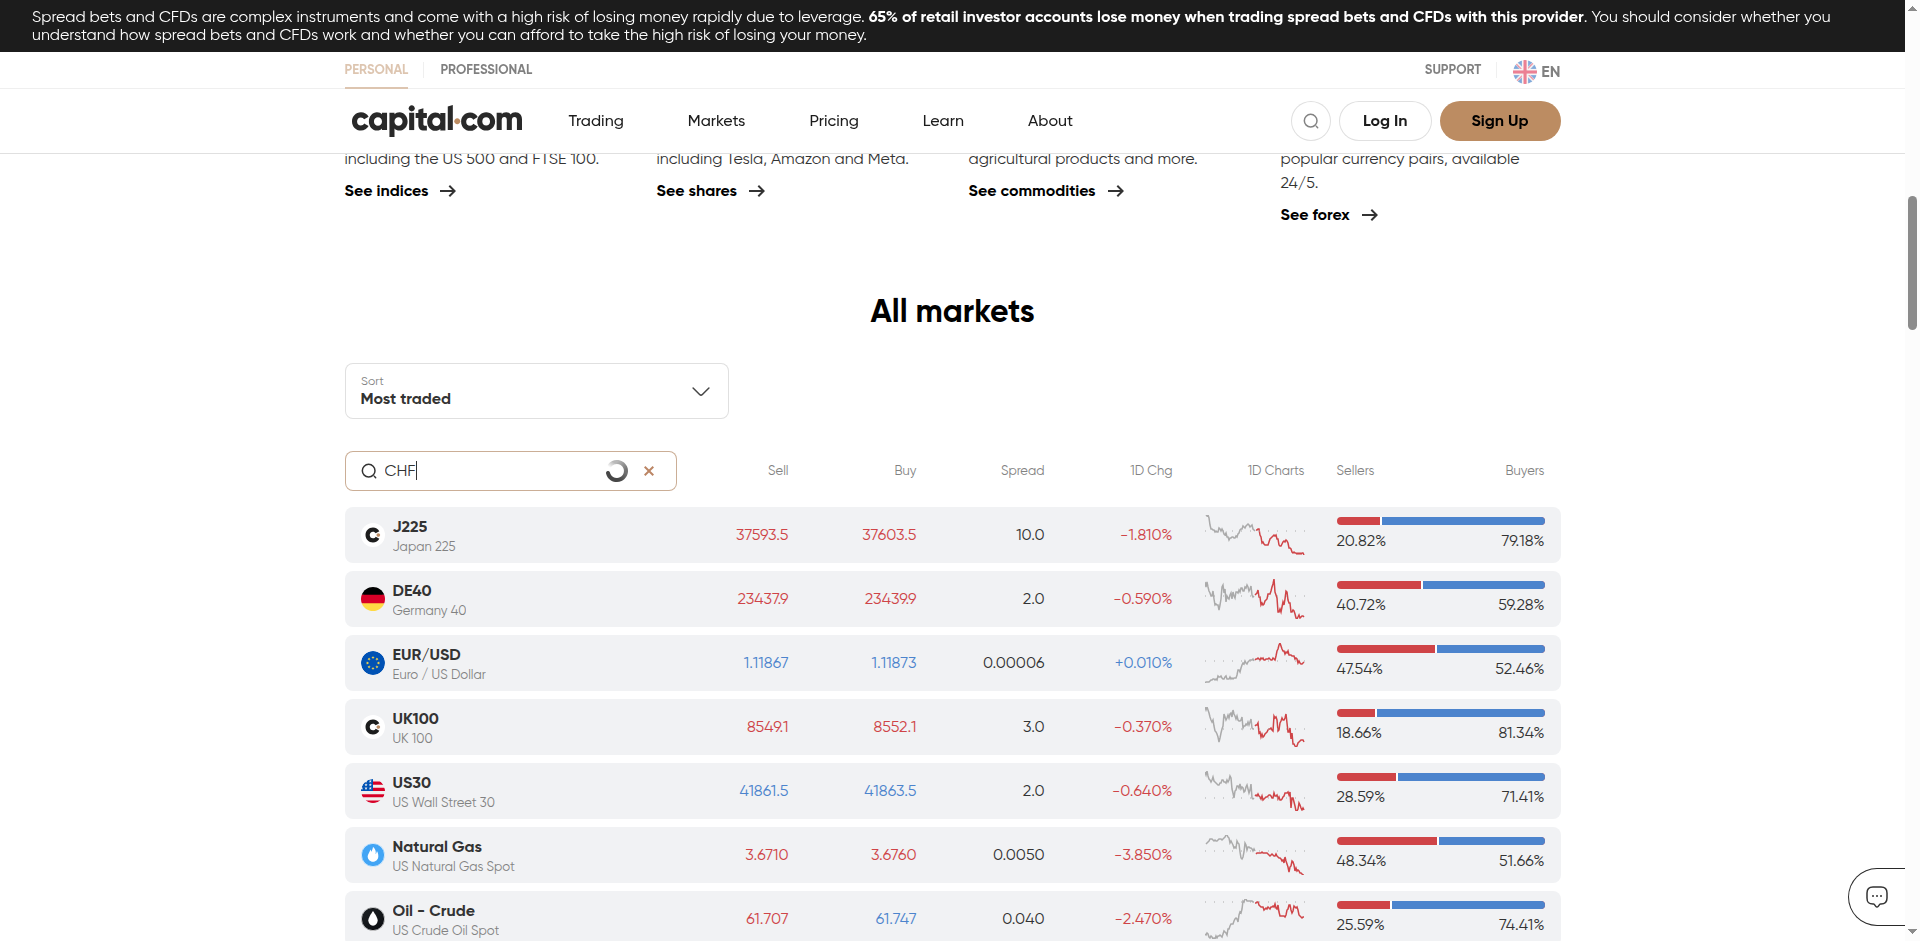 Spread bets and CFDs are complex instruments and come with a high risk of losing money rapidly due to leverage. 65% of retail investor accounts lose money when trading spread bets and CFDs with this provider. You should consider whether you
understand how spread bets and CFDs work and whether you can afford to take the high risk of losing your money.
PERSONAL PROFESSIONAL SUPPORT EN
capital.com Trading Markets Pricing Learn About Log In Sign Up
including the US 500 and FTSE 100. including Tesla, Amazon and Meta. agricultural products and more. popular currency pairs, available
24/5.
See indices See shares See commodities
See forex
All markets
Sort
Most traded
CHF Sell Buy Spread 1D Chg 1D Charts Sellers Buyers
J225
Japan 225
37593.5 37603.5 10.0 -1.810%
20.82% 79.18%
DE40
Germany 40
23437.9 23439.9 2.0 -0.590%
40.72% 59.28%
EUR/USD
Euro / US Dollar
1.11867 1.11873 0.00006 +0.010%
47.54% 52.46%
UK100
UK 100
8549.1 8552.1 3.0 -0.370%
18.66% 81.34%
US30
US Wall Street 30
41861.5 41863.5 2.0 -0.640%
28.59% 71.41%
Natural Gas
US Natural Gas Spot
3.6710 3.6760 0.0050 -3.850%
48.34% 51.66%
Oil - Crude
US Crude Oil Spot
61.707 61.747 0.040 -2.470%
25.59% 74.41%